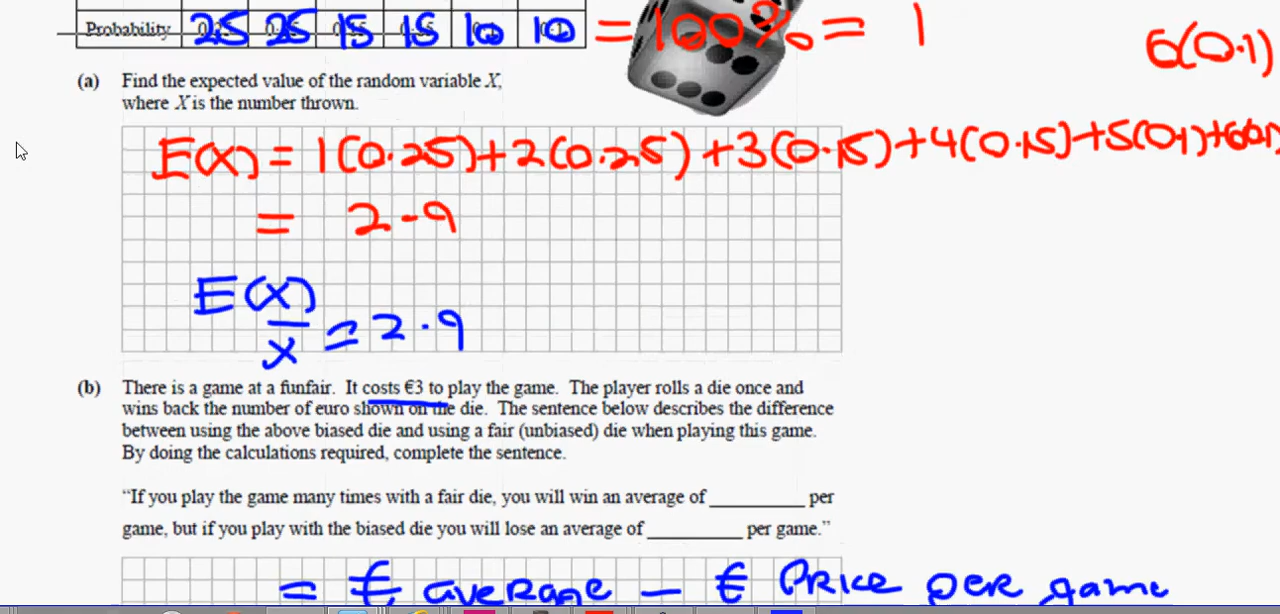 Probability 25 25 15 15 10 10 = 100% = 1
6(0.1)
(a) Find the expected value of the random variable X,
where X is the number thrown.
E(X) = 1(0.25)+2(0.25)+3(0.15)+4(0.15)+5(0.1)+6(0.1)
= 2.9
E(X)
X = 2.9
(b) There is a game at a funfair. It costs €3 to play the game. The player rolls a die once and
wins back the number of euro shown on the die. The sentence below describes the difference
between using the above biased die and using a fair (unbiased) die when playing this game.
By doing the calculations required, complete the sentence.
“If you play the game many times with a fair die, you will win an average of ________ per
game, but if you play with the biased die you will lose an average of ________ per game.”
= € average - € Price per game